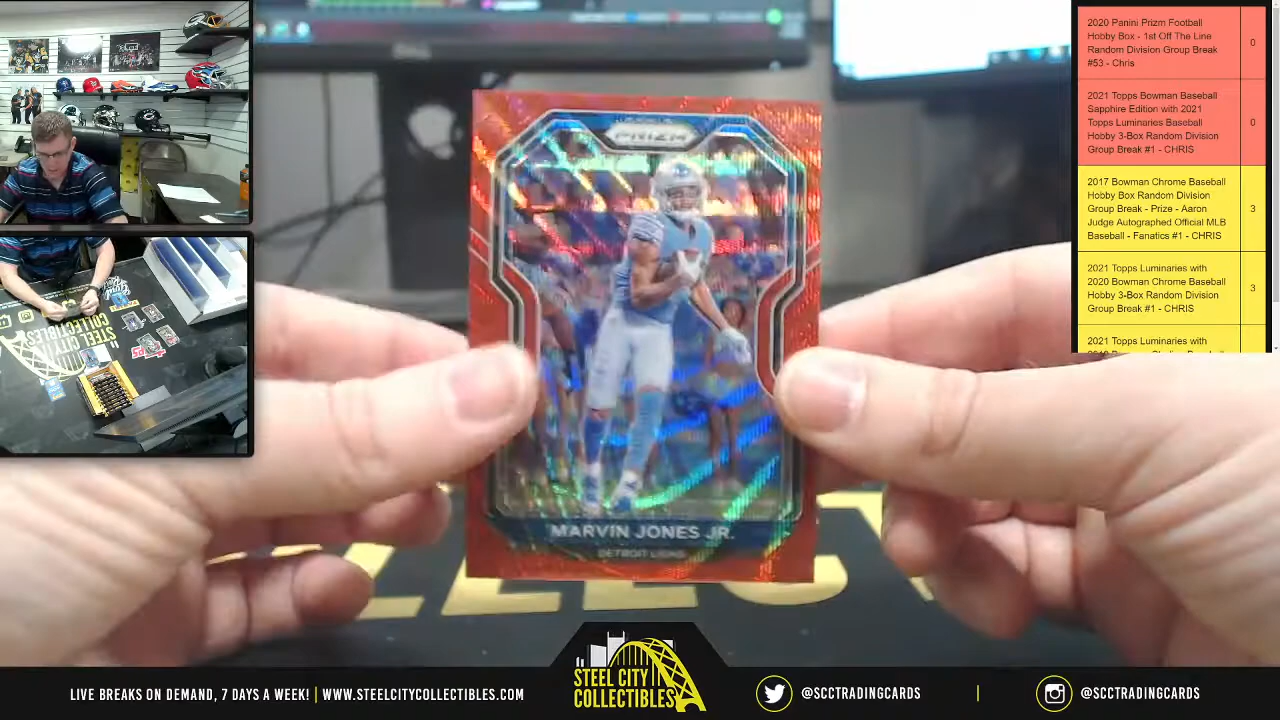 2020 Panini Prizm Football
Hobby Box - 1st Off The Line
Random Division Group Break
#53 - Chris
0
2021 Topps Bowman Baseball
Sapphire Edition with 2021
Topps Luminaries Baseball
Hobby 3-Box Random Division
Group Break #1 - CHRIS
0
2017 Bowman Chrome Baseball
Hobby Box Random Division
Group Break - Prize - Aaron
Judge Autographed Official MLB
Baseball - Fanatics #1 - CHRIS
3
2021 Topps Luminaries with
2020 Bowman Chrome Baseball
Hobby 3-Box Random Division
Group Break #1 - CHRIS
3
2021 Topps Luminaries with
PRIZM
MARVIN JONES JR.
DETROIT LIONS
STEEL CITY
COLLECTIBLES
LIVE BREAKS ON DEMAND, 7 DAYS A WEEK! | WWW.STEELCITYCOLLECTIBLES.COM
STEEL CITY
COLLECTIBLES
@SCCTRADINGCARDS | @SCCTRADINGCARDS